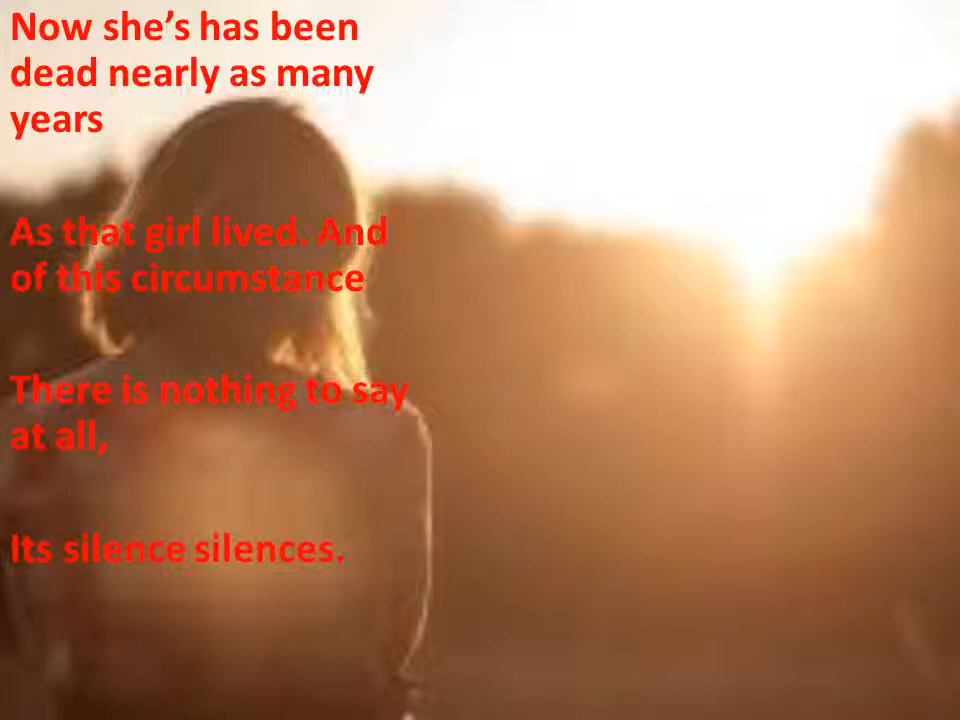 Now she’s has been
dead nearly as many
years
As that girl lived. And
of this circumstance
There is nothing to say
at all,
Its silence silences.